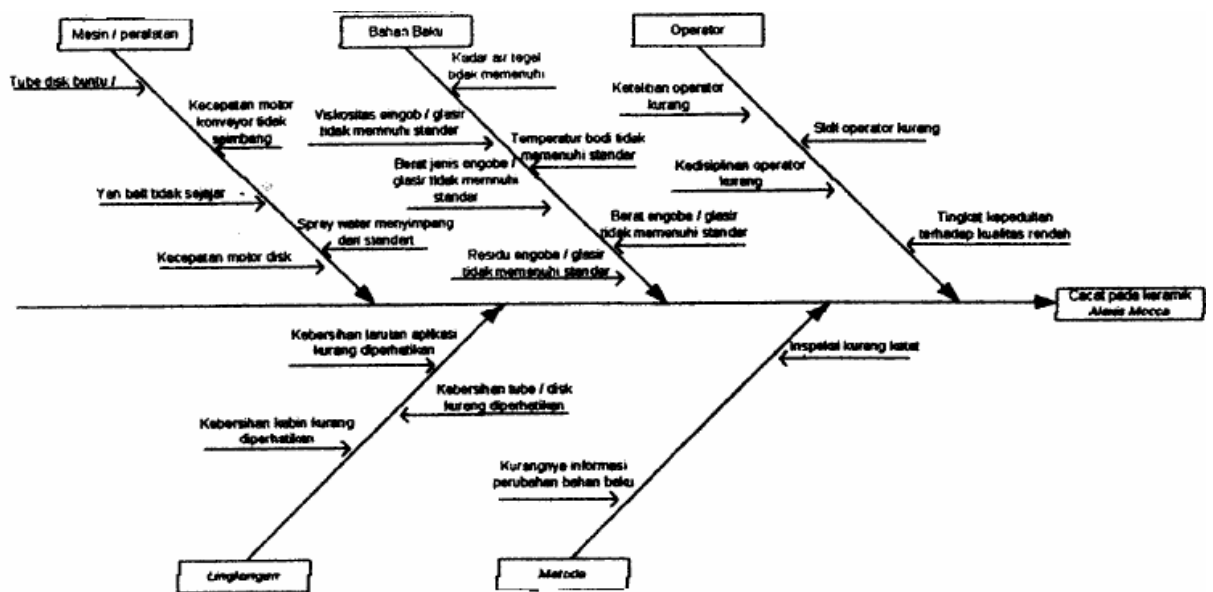 Mesin / peralatan
Bahan Baku
Operator
Tube disk buntu /
Kecepatan motor
konveyor tidak
seimbang
Yan belt tidak sejajar
Spray water menyimpang
dari standart
Kecepatan motor disk
Kadar air tegel
tidak memenuhi
Viskositas eingob / glasir
tidak memnuhi standar
Temperatur bodi tidak
memenuhi standar
Berat jenis engobe /
glasir tidak memnuhi
standar
Berat engobe / glasir
tidak memenuhi standar
Residu engobe / glasir
tidak memenuhi standar
Ketelitian operator
kurang
Skill operator kurang
Kedisiplinan operator
kurang
Tingkat kepedulian
terhadap kualitas rendah
Cacat pada keramik
Alexis Mocca
Kebersihan larutan aplikasi
kurang diperhatikan
Kebersihan tube / disk
kurang diperhatikan
Kebersihan kabin kurang
diperhatikan
Inspeksi kurang ketat
Kurangnya informasi
perubahan bahan baku
Lingkungan
Metode